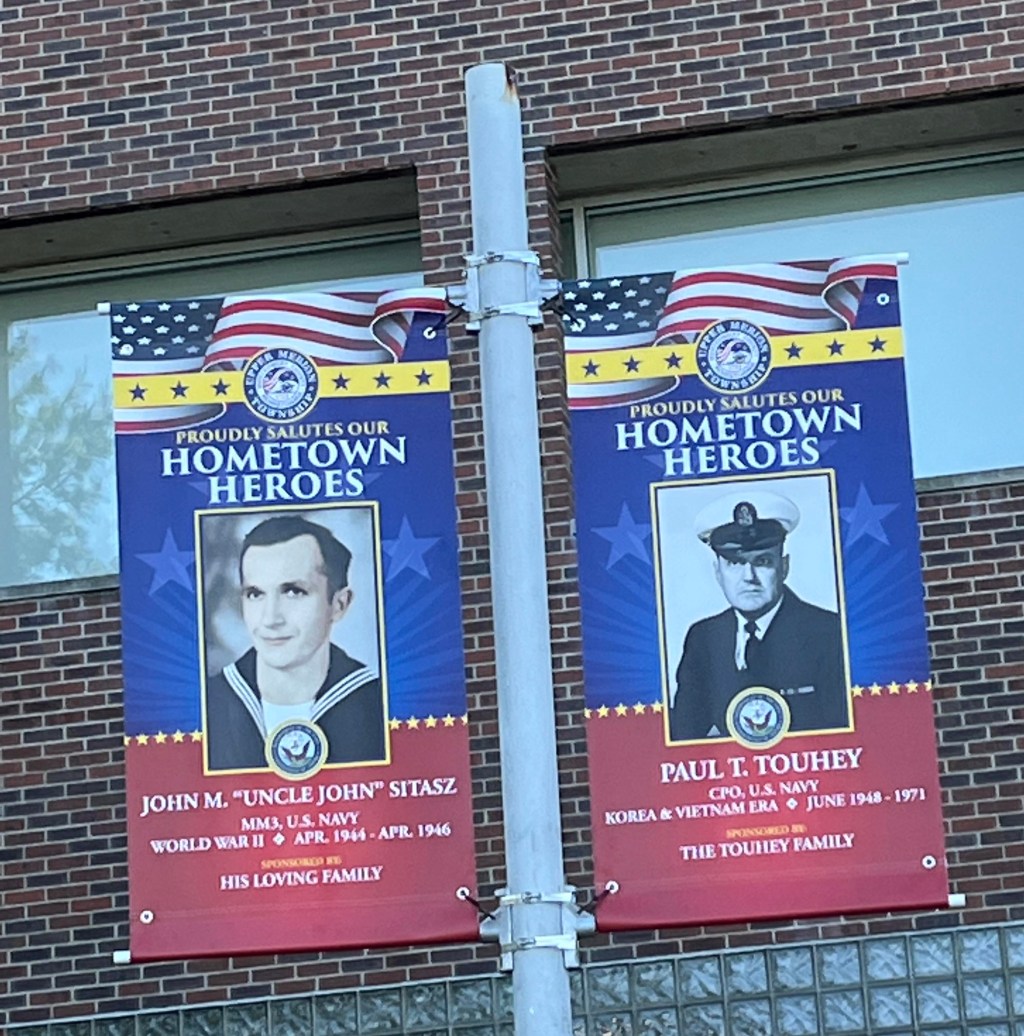 UPPER MERION
TOWNSHIP
PROUDLY SALUTES OUR
HOMETOWN
HEROES
JOHN M. "UNCLE JOHN" SITASZ
MM3, U.S. NAVY
WORLD WAR II ❖ APR. 1944 - APR. 1946
SPONSORED BY:
HIS LOVING FAMILY
UPPER MERION
TOWNSHIP
PROUDLY SALUTES OUR
HOMETOWN
HEROES
PAUL T. TOUHEY
CPO, U.S. NAVY
KOREA & VIETNAM ERA ❖ JUNE 1948 - 1971
SPONSORED BY:
THE TOUHEY FAMILY